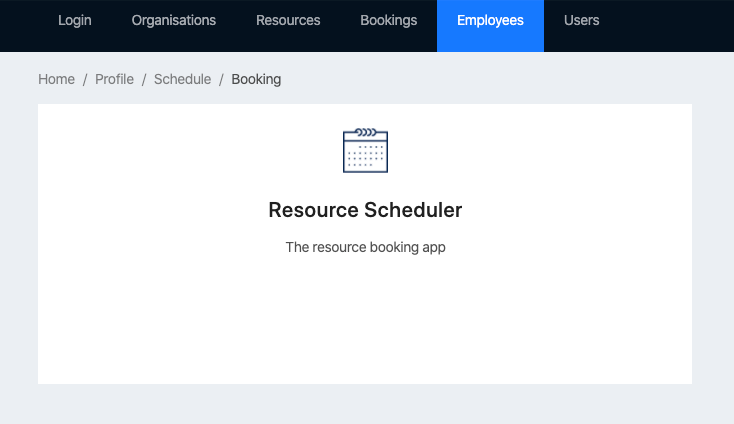 Login Organisations Resources Bookings Employees Users
Home / Profile / Schedule / Booking
Resource Scheduler
The resource booking app